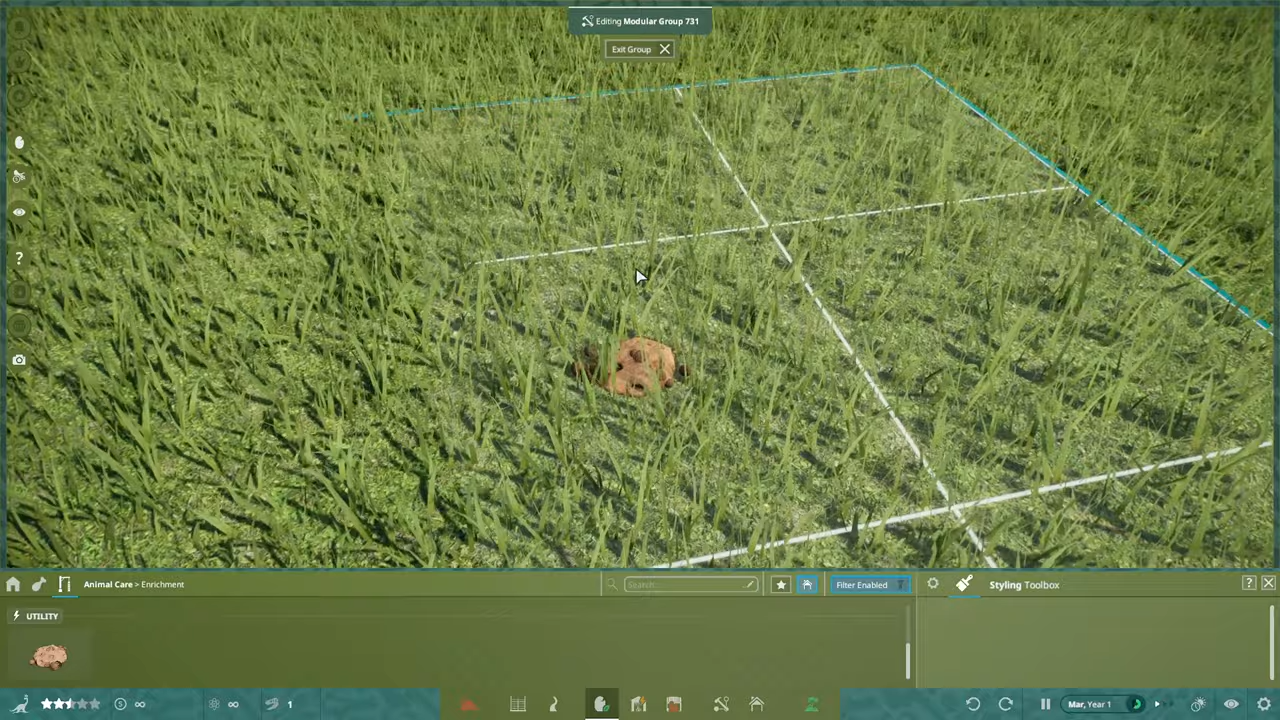 Editing Modular Group 731
Exit Group
?
Animal Care > Enrichment
Search...
Filter Enabled
Styling Toolbox
?
UTILITY
∞
∞
1
Mar, Year 1